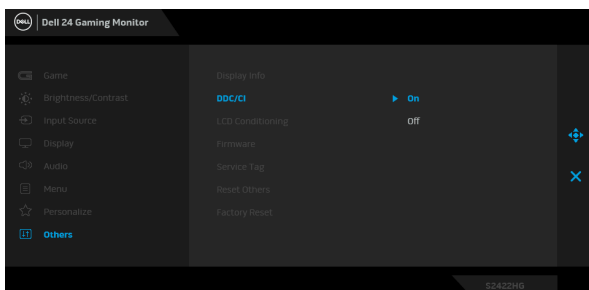 DELL Dell 24 Gaming Monitor
Game
Display Info
Brightness/Contrast
DDC/CI On
Input Source
LCD Conditioning Off
Display
Firmware
Audio
Service Tag
Menu
Reset Others
Personalize
Factory Reset
Others
S2422HG